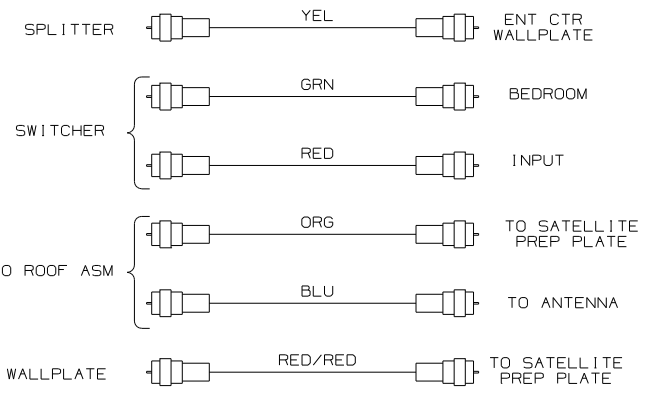 SPLITTER YEL ENT CTR
WALLPLATE
GRN BEDROOM
SWITCHER
RED INPUT
ORG TO SATELLITE
PREP PLATE
O ROOF ASM
BLU TO ANTENNA
WALLPLATE RED/RED TO SATELLITE
PREP PLATE